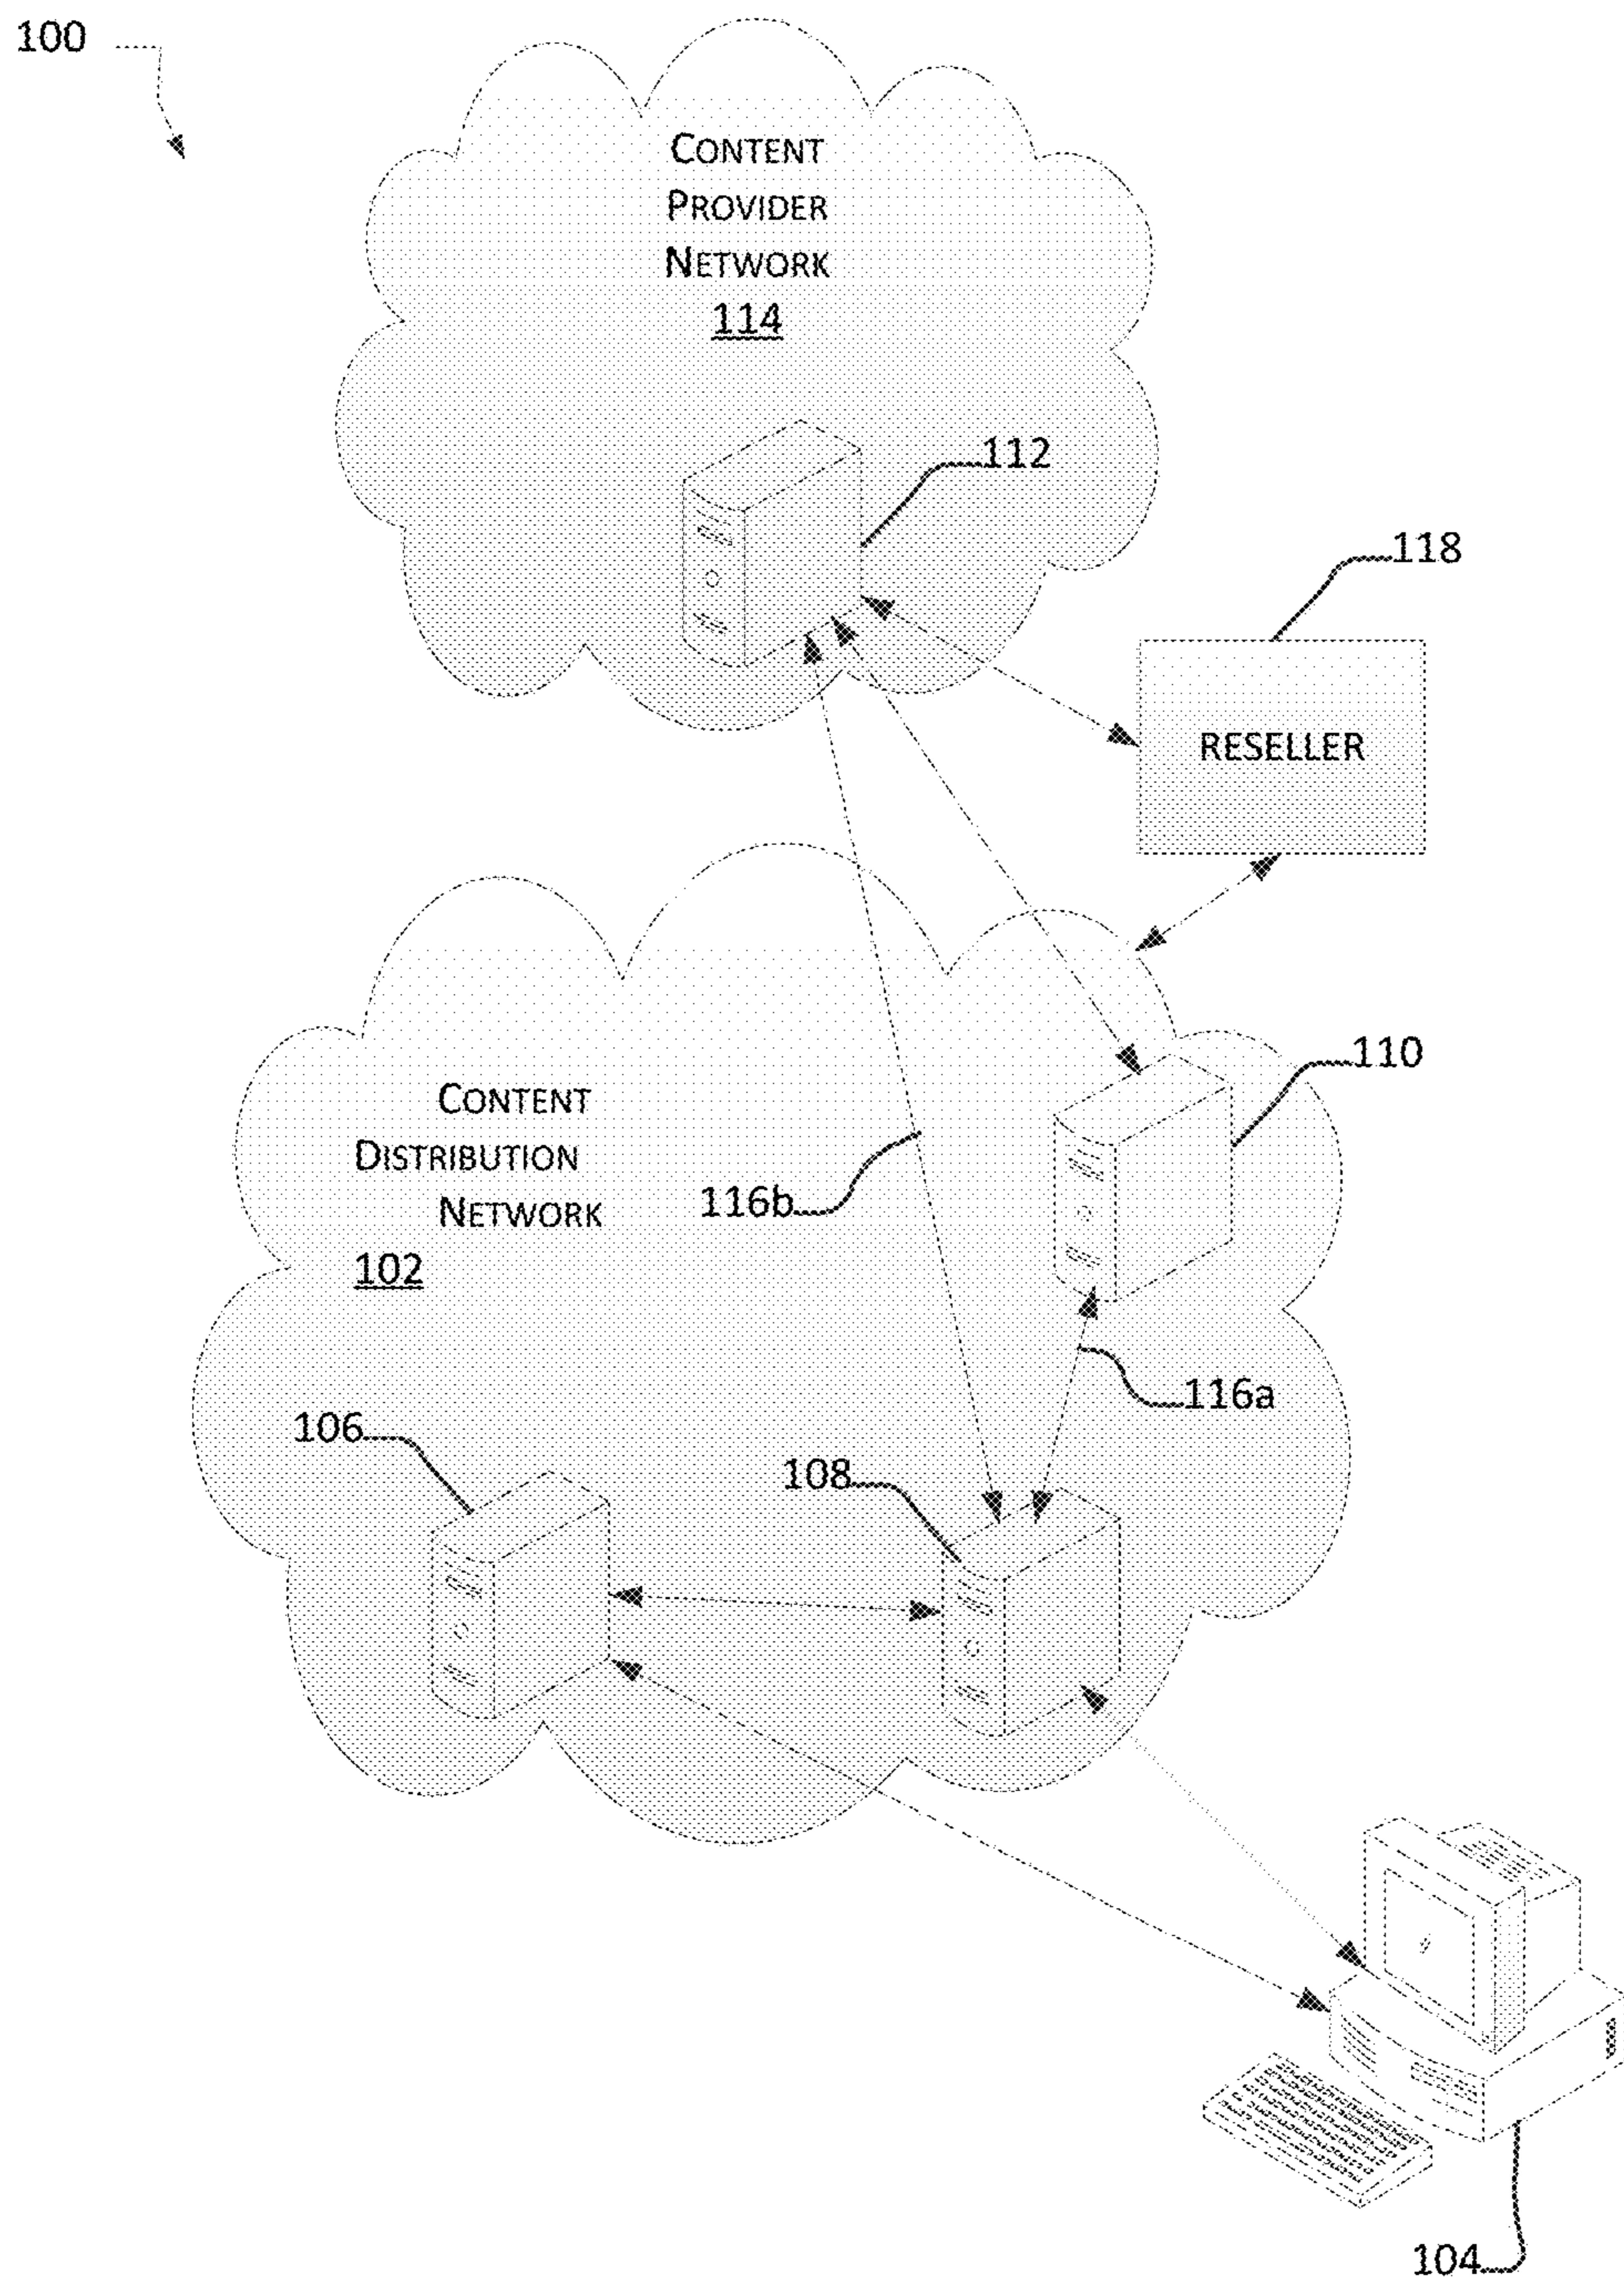 100
CONTENT
PROVIDER
NETWORK
114
112
118
RESELLER
110
CONTENT
DISTRIBUTION
NETWORK
102
116b
116a
106
108
104